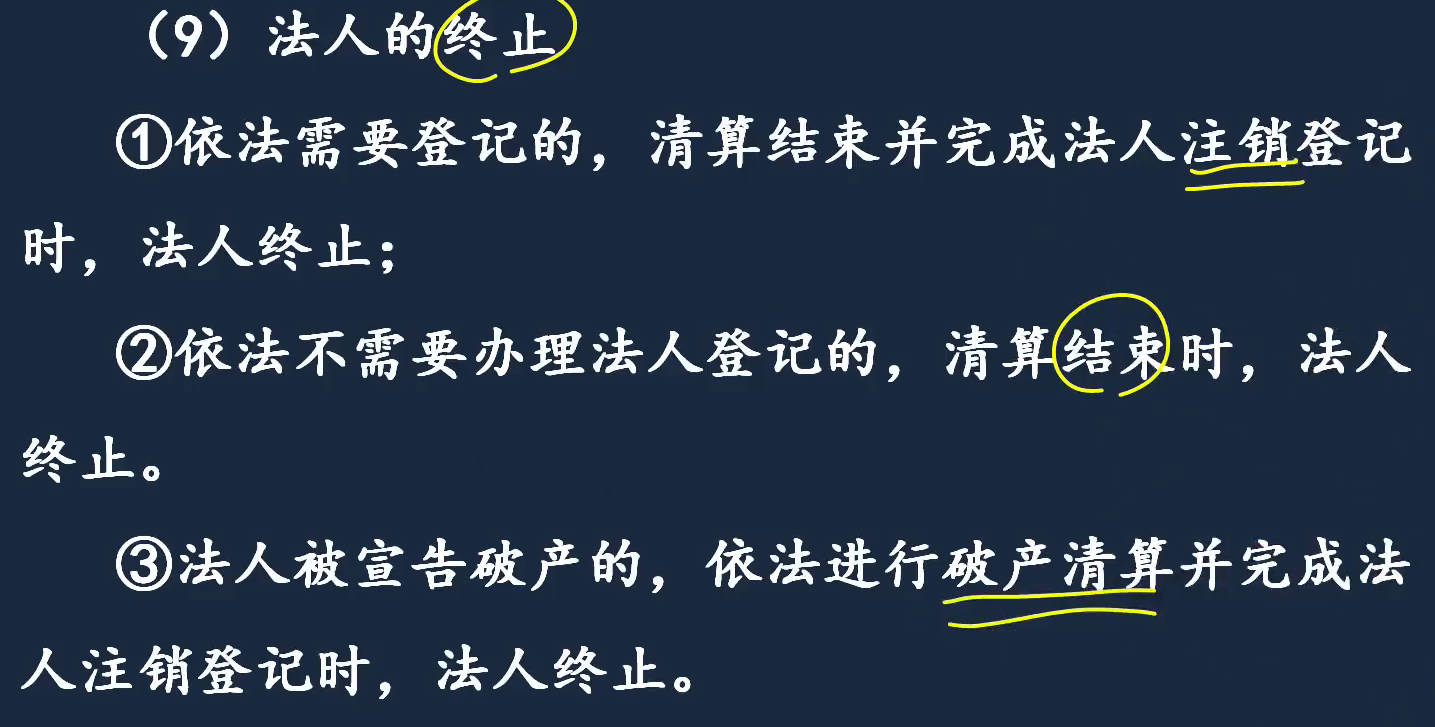 （9）法人的终止
①依法需要登记的，清算结束并完成法人注销登记
时，法人终止；
②依法不需要办理法人登记的，清算结束时，法人
终止。
③法人被宣告破产的，依法进行破产清算并完成法
人注销登记时，法人终止。